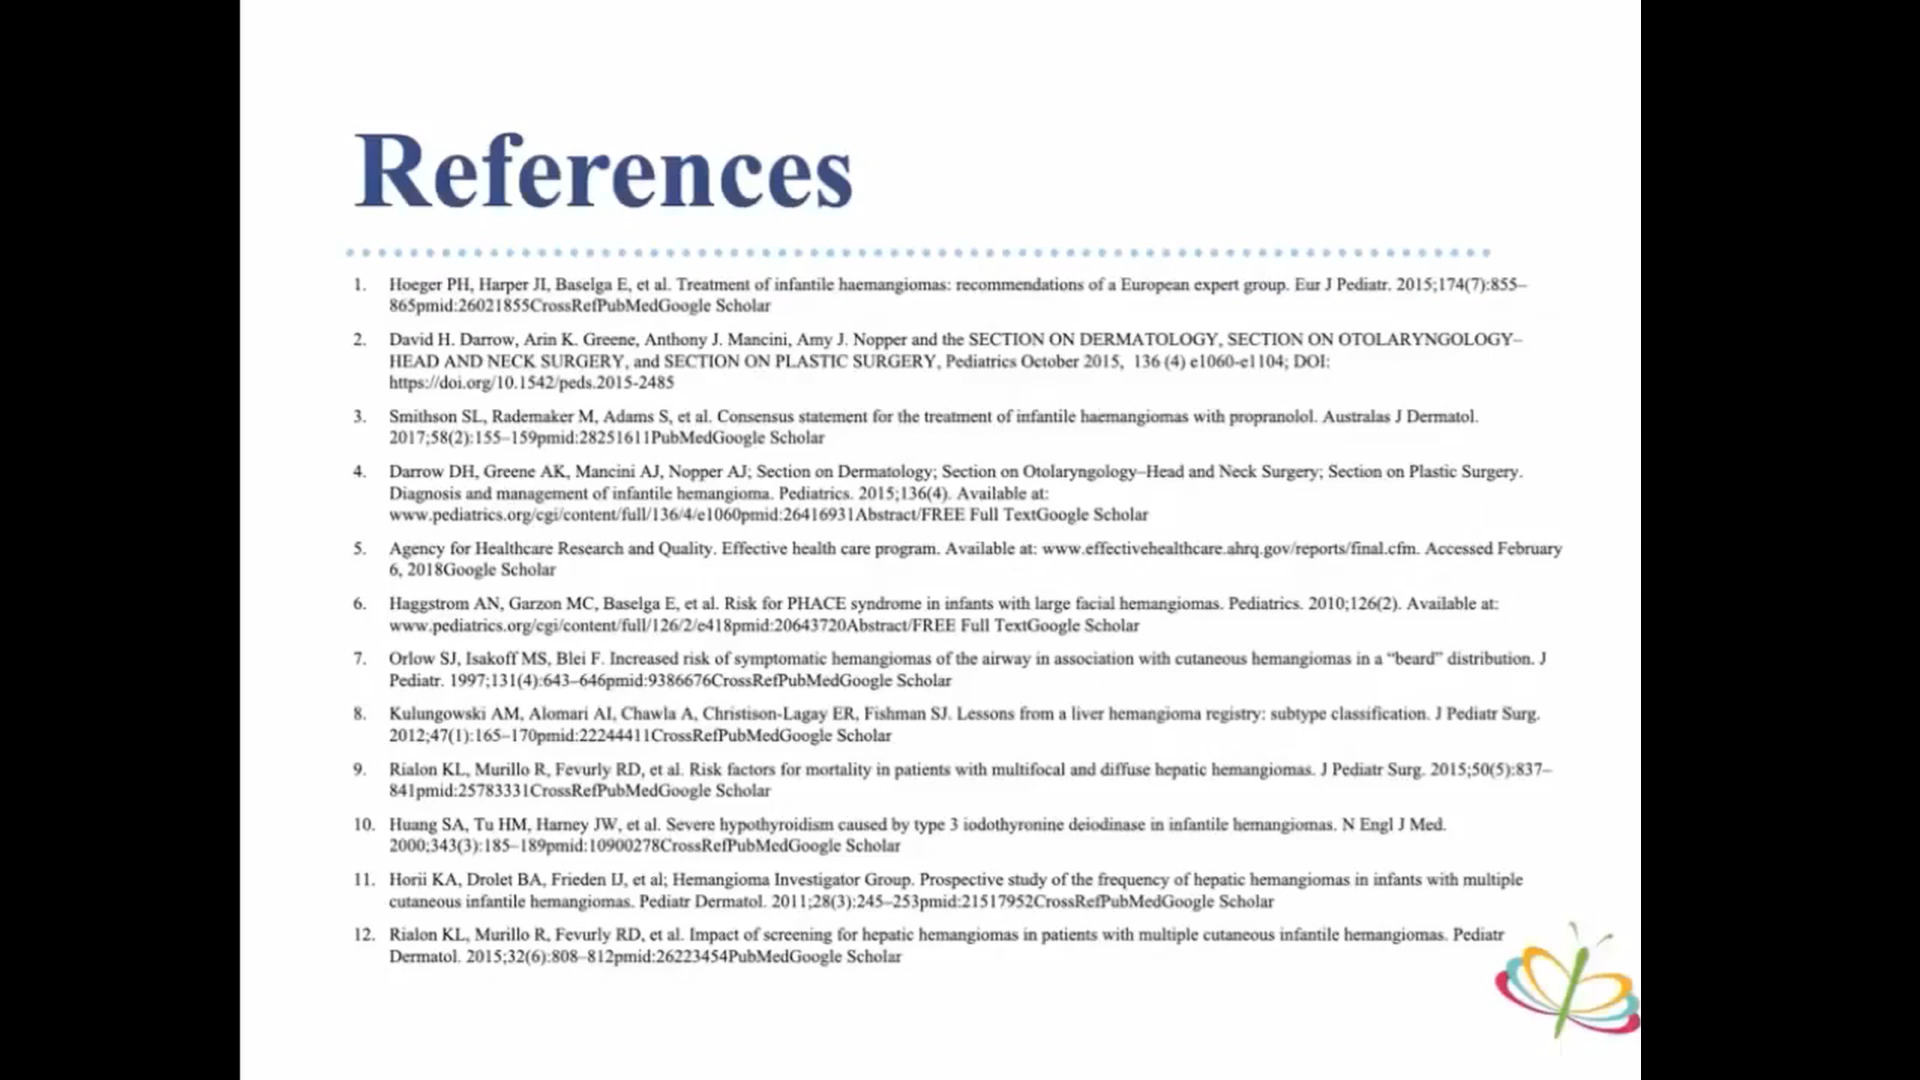 References
1. Hoeger PH, Harper JI, Baselga E, et al. Treatment of infantile haemangiomas: recommendations of a European expert group. Eur J Pediatr. 2015;174(7):855–
865pmid:26021855CrossRefPubMedGoogle Scholar
2. David H. Darrow, Arin K. Greene, Anthony J. Mancini, Amy J. Nopper and the SECTION ON DERMATOLOGY, SECTION ON OTOLARYNGOLOGY–
HEAD AND NECK SURGERY, and SECTION ON PLASTIC SURGERY, Pediatrics October 2015, 136 (4) e1060-e1104; DOI:
https://doi.org/10.1542/peds.2015-2485
3. Smithson SL, Rademaker M, Adams S, et al. Consensus statement for the treatment of infantile haemangiomas with propranolol. Australas J Dermatol.
2017;58(2):155–159pmid:28251611PubMedGoogle Scholar
4. Darrow DH, Greene AK, Mancini AJ, Nopper AJ; Section on Dermatology; Section on Otolaryngology–Head and Neck Surgery; Section on Plastic Surgery.
Diagnosis and management of infantile hemangioma. Pediatrics. 2015;136(4). Available at:
www.pediatrics.org/cgi/content/full/136/4/e1060pmid:26416931Abstract/FREE Full TextGoogle Scholar
5. Agency for Healthcare Research and Quality. Effective health care program. Available at: www.effectivehealthcare.ahrq.gov/reports/final.cfm. Accessed February
6, 2018Google Scholar
6. Haggstrom AN, Garzon MC, Baselga E, et al. Risk for PHACE syndrome in infants with large facial hemangiomas. Pediatrics. 2010;126(2). Available at:
www.pediatrics.org/cgi/content/full/126/2/e418pmid:20643720Abstract/FREE Full TextGoogle Scholar
7. Orlow SJ, Isakoff MS, Blei F. Increased risk of symptomatic hemangiomas of the airway in association with cutaneous hemangiomas in a “beard” distribution. J
Pediatr. 1997;131(4):643–646pmid:9386676CrossRefPubMedGoogle Scholar
8. Kulungowski AM, Alomari AI, Chawla A, Christison-Lagay ER, Fishman SJ. Lessons from a liver hemangioma registry: subtype classification. J Pediatr Surg.
2012;47(1):165–170pmid:22244411CrossRefPubMedGoogle Scholar
9. Rialon KL, Murillo R, Fevurly RD, et al. Risk factors for mortality in patients with multifocal and diffuse hepatic hemangiomas. J Pediatr Surg. 2015;50(5):837–
841pmid:25783331CrossRefPubMedGoogle Scholar
10. Huang SA, Tu HM, Harney JW, et al. Severe hypothyroidism caused by type 3 iodothyronine deiodinase in infantile hemangiomas. N Engl J Med.
2000;343(3):185–189pmid:10900278CrossRefPubMedGoogle Scholar
11. Horii KA, Drolet BA, Frieden IJ, et al; Hemangioma Investigator Group. Prospective study of the frequency of hepatic hemangiomas in infants with multiple
cutaneous infantile hemangiomas. Pediatr Dermatol. 2011;28(3):245–253pmid:21517952CrossRefPubMedGoogle Scholar
12. Rialon KL, Murillo R, Fevurly RD, et al. Impact of screening for hepatic hemangiomas in patients with multiple cutaneous infantile hemangiomas. Pediatr
Dermatol. 2015;32(6):808–812pmid:26223454PubMedGoogle Scholar